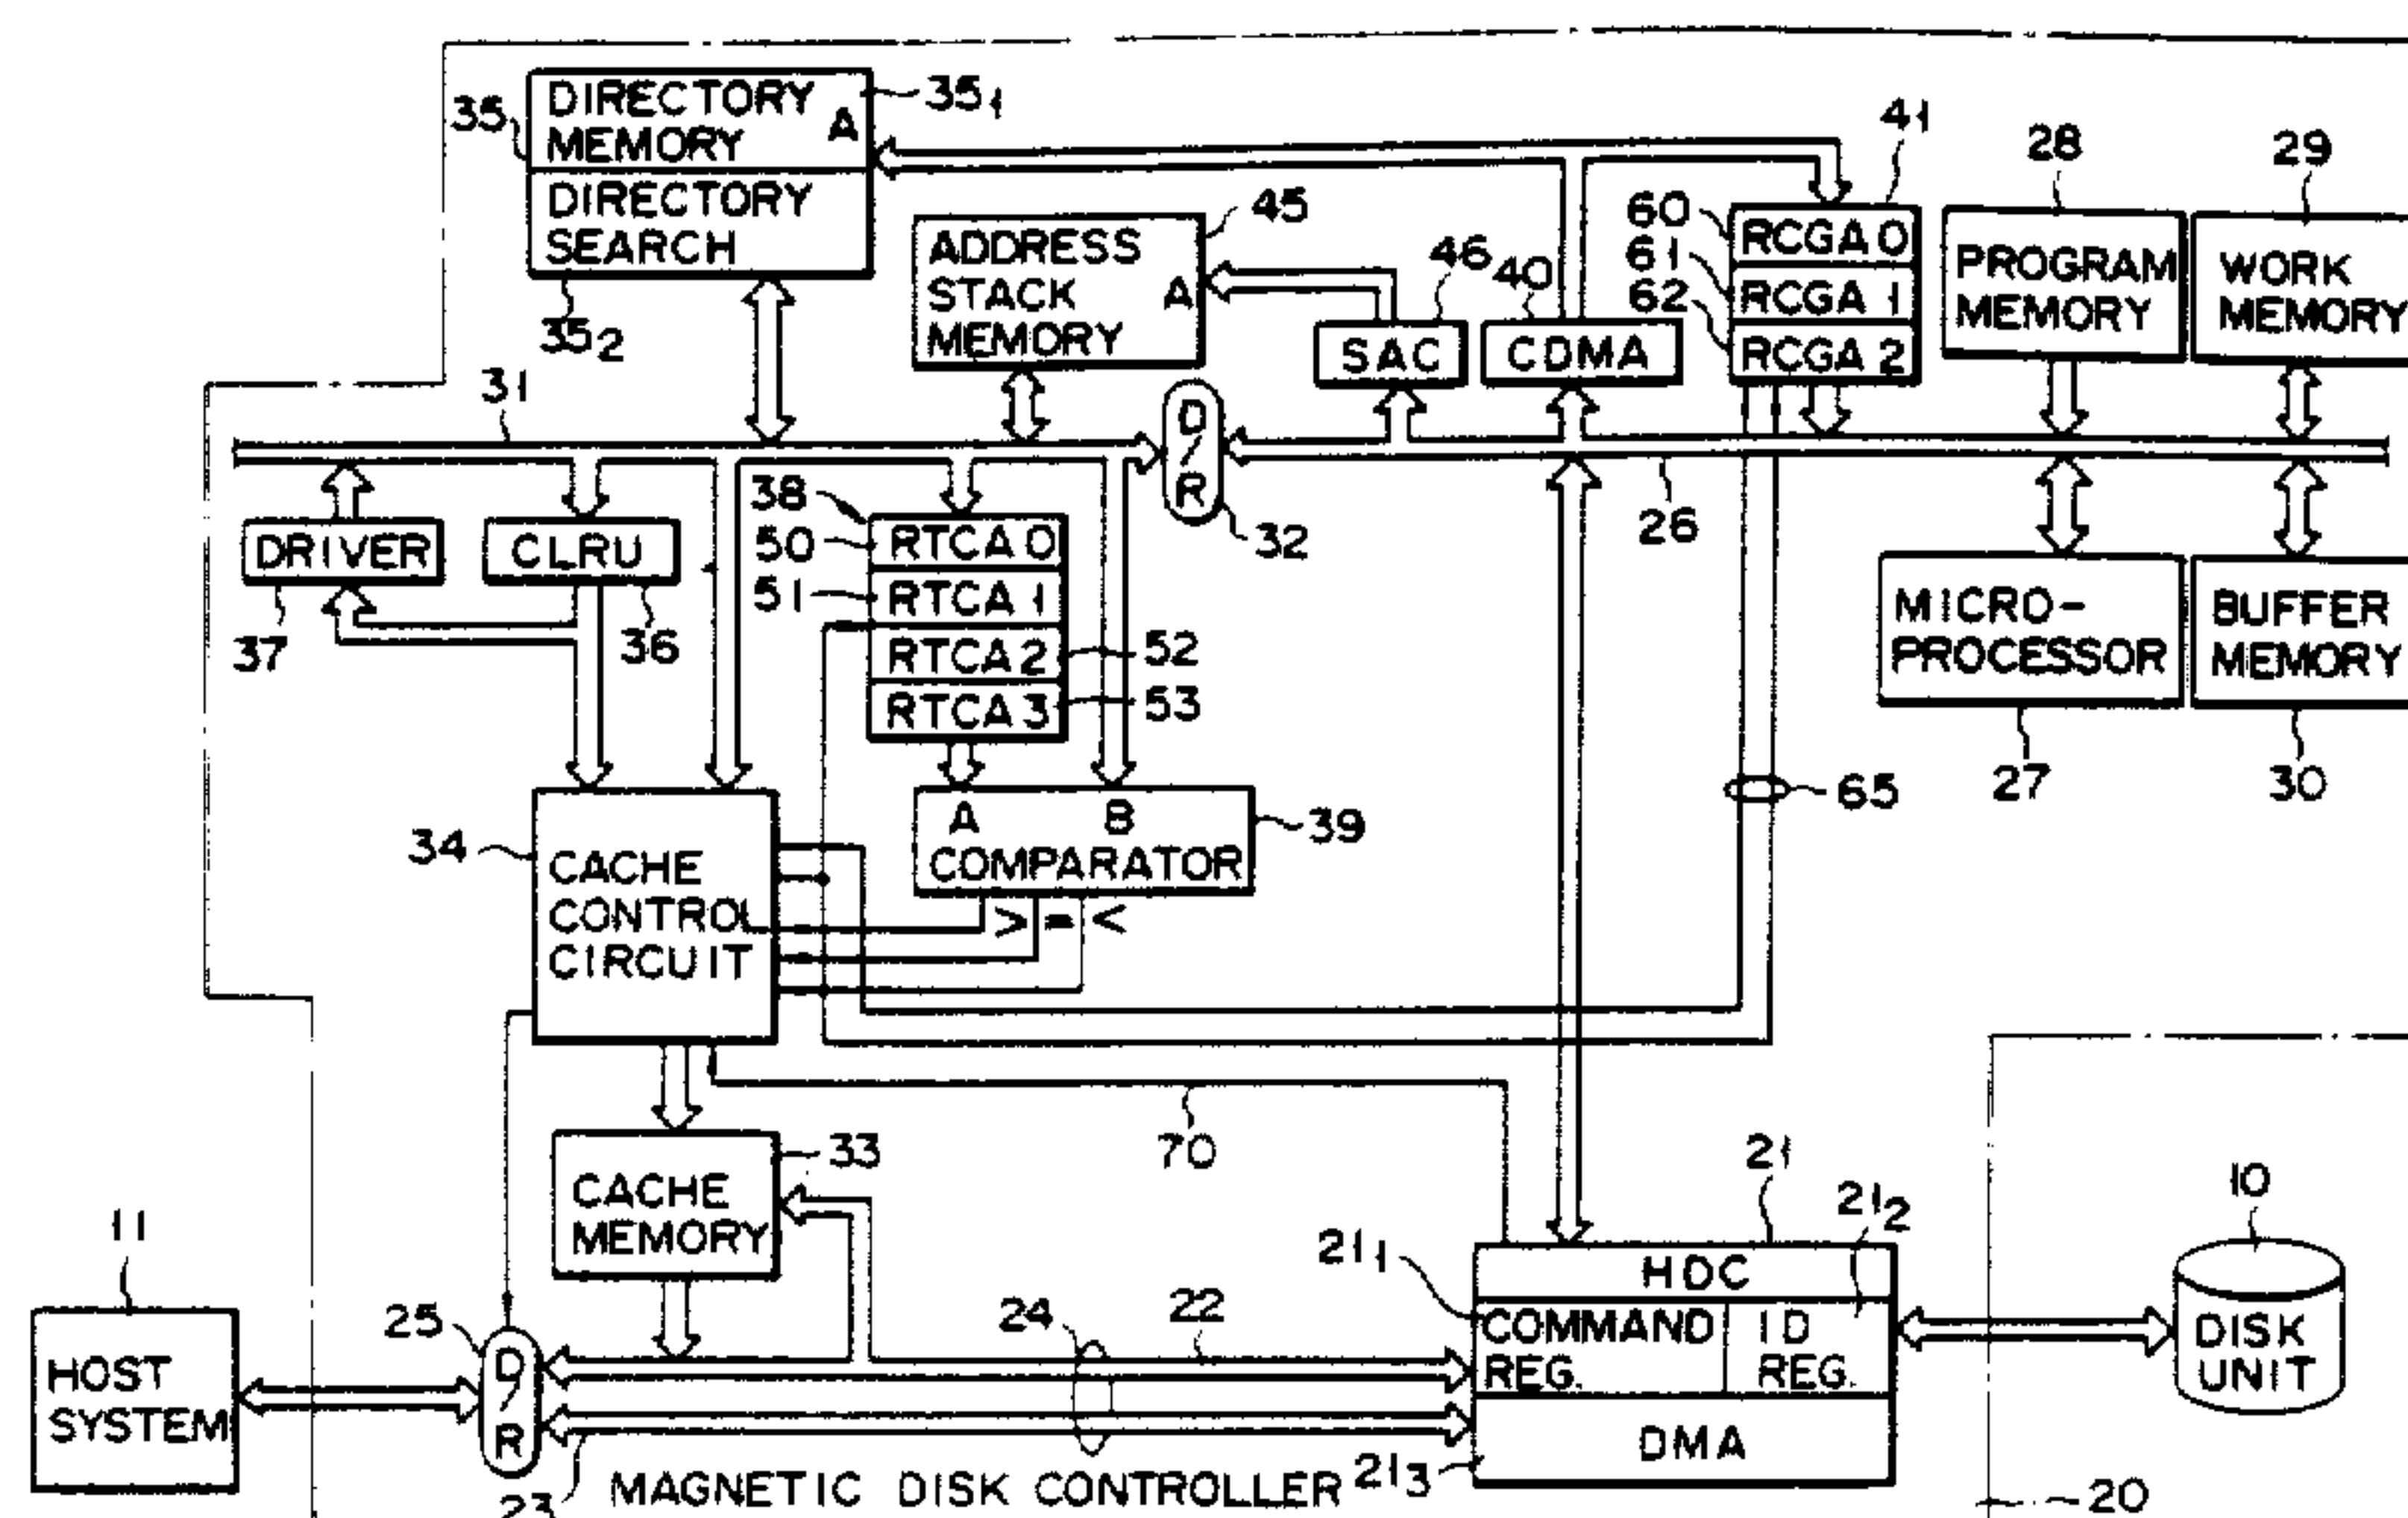 DIRECTORY
MEMORY
A
35
35₁
DIRECTORY
SEARCH
35₂
ADDRESS
STACK
MEMORY
A
45
46
SAC
40
CDMA
41
60
RCGA 0
61
RCGA 1
62
RCGA 2
28
PROGRAM
MEMORY
29
WORK
MEMORY
31
D/R
32
26
DRIVER
37
CLRU
36
38
50
RTCA 0
51
RTCA 1
RTCA 2
52
RTCA 3
53
MICRO-
PROCESSOR
27
BUFFER
MEMORY
30
65
34
CACHE
CONTROL
CIRCUIT
A B
COMPARATOR
39
> = <
70
33
CACHE
MEMORY
11
HOST
SYSTEM
25
D/R
24
22
23
21
21₁
21₂
HDC
COMMAND
REG.
ID
REG.
DMA
21₃
10
DISK
UNIT
MAGNETIC DISK CONTROLLER
20